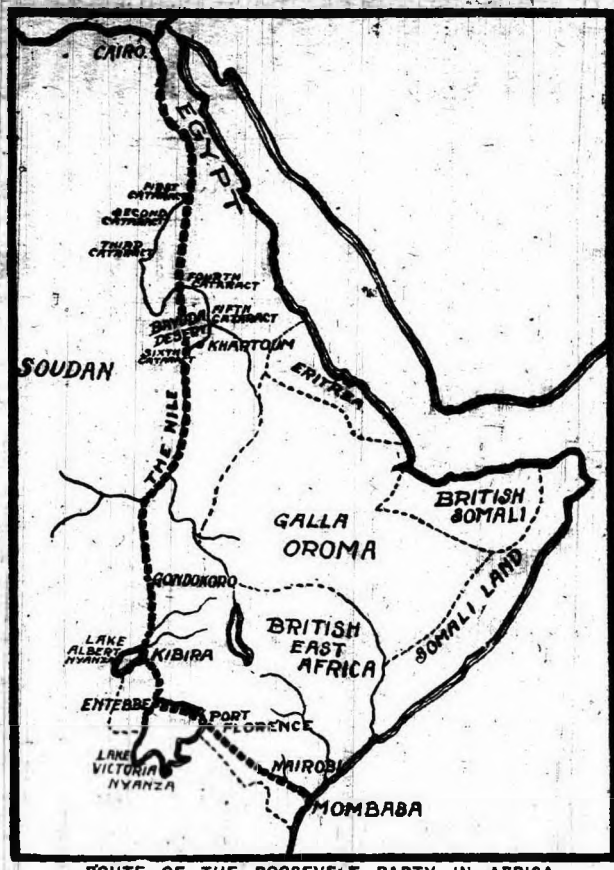 CAIRO.
EGYPT
FIRST
CATARACT
SECOND
CATARACT
THIRD
CATARACT
FOURTH
CATARACT
FIFTH
CATARACT
BAYUDA
DESERT
KHARTOUM
SIXTH
CATARACT
SOUDAN
ERITREA
THE NILE
BRITISH
SOMALI
GALLA
OROMA
GONDOKORO
SOMALI LAND
BRITISH
EAST
AFRICA
LAKE
ALBERT
NYANZA
KIBIRA
ENTEBBE
PORT
FLORENCE
LAKE
VICTORIA
NYANZA
NAIROBI
MOMBASA
ROUTE OF THE ROOSEVELT PARTY IN AFRICA